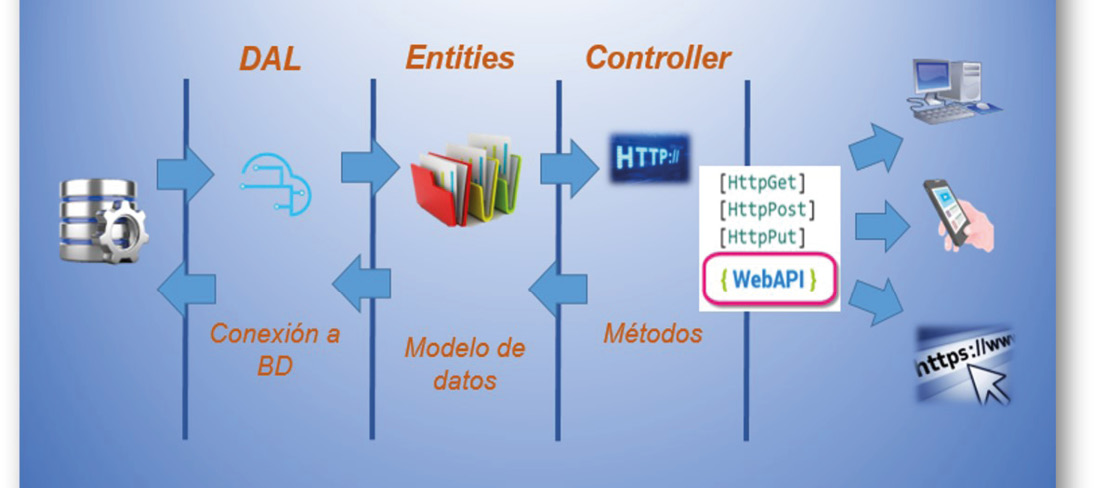 DAL
Entities
Controller
HTTP://
[HttpGet]
[HttpPost]
[HttpPut]
{ WebAPI }
Conexión a
BD
Modelo de
datos
Métodos
https://www